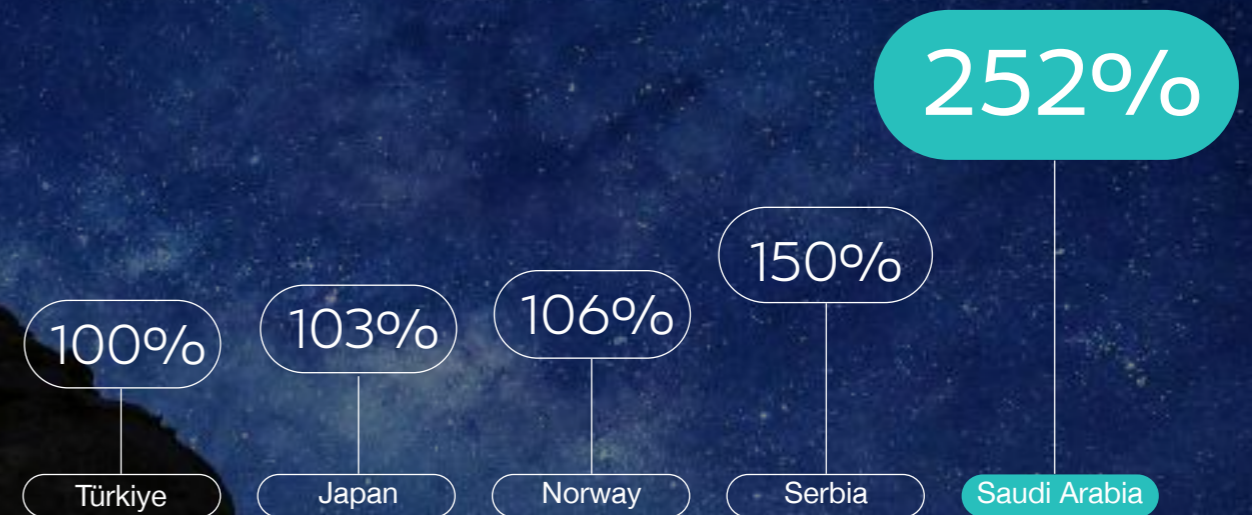 252%
150%
106%
103%
100%
Türkiye
Japan
Norway
Serbia
Saudi Arabia